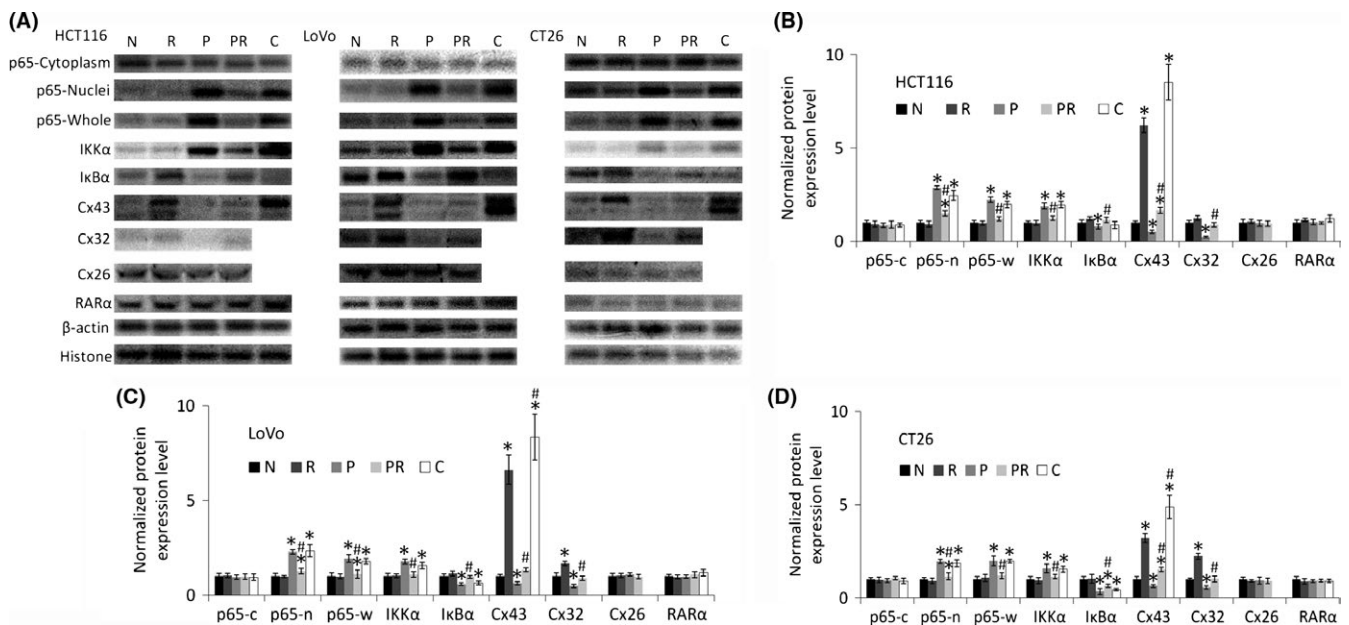 (A)
HCT116 N R P PR C LoVo N R P PR C CT26 N R P PR C
p65-Cytoplasm
p65-Nuclei
p65-Whole
IKKα
IκBα
Cx43
Cx32
Cx26
RARα
β-actin
Histone
(B)
Normalized protein
expression level
10
5
0
HCT116
N R P PR C
* # * * * # * * # * * # * * * # * * #
p65-c p65-n p65-w IKKα IκBα Cx43 Cx32 Cx26 RARα
(C)
Normalized protein
expression level
10
5
0
LoVo
N R P PR C
* # * * * # * * * # * * # * * * # # * * * #
p65-c p65-n p65-w IKKα IκBα Cx43 Cx32 Cx26 RARα
(D)
Normalized protein
expression level
10
5
0
CT26
N R P PR C
* # * * * # * * # * * # * * * * # * # * * * #
p65-c p65-n p65-w IKKα IκBα Cx43 Cx32 Cx26 RARα